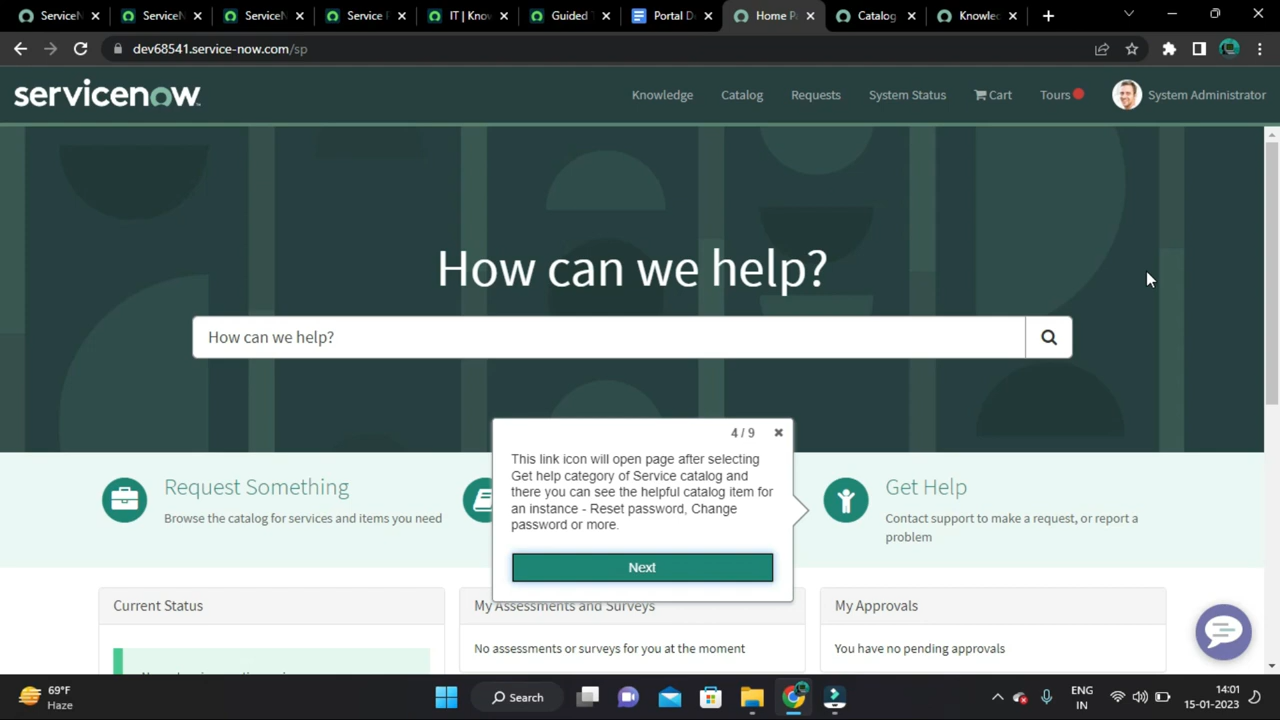 ServiceN
ServiceN
ServiceN
Service P
IT | Know
Guided T
Portal D
Home P
Catalog
Knowled
dev68541.service-now.com/sp
servicenow
Knowledge
Catalog
Requests
System Status
Cart
Tours
System Administrator
How can we help?
How can we help?
4 / 9
This link icon will open page after selecting
Get help category of Service catalog and
there you can see the helpful catalog item for
an instance - Reset password, Change
password or more.
Next
Request Something
Browse the catalog for services and items you need
Get Help
Contact support to make a request, or report a
problem
Current Status
My Assessments and Surveys
No assessments or surveys for you at the moment
My Approvals
You have no pending approvals
69°F
Haze
Search
ENG
IN
14:01
15-01-2023